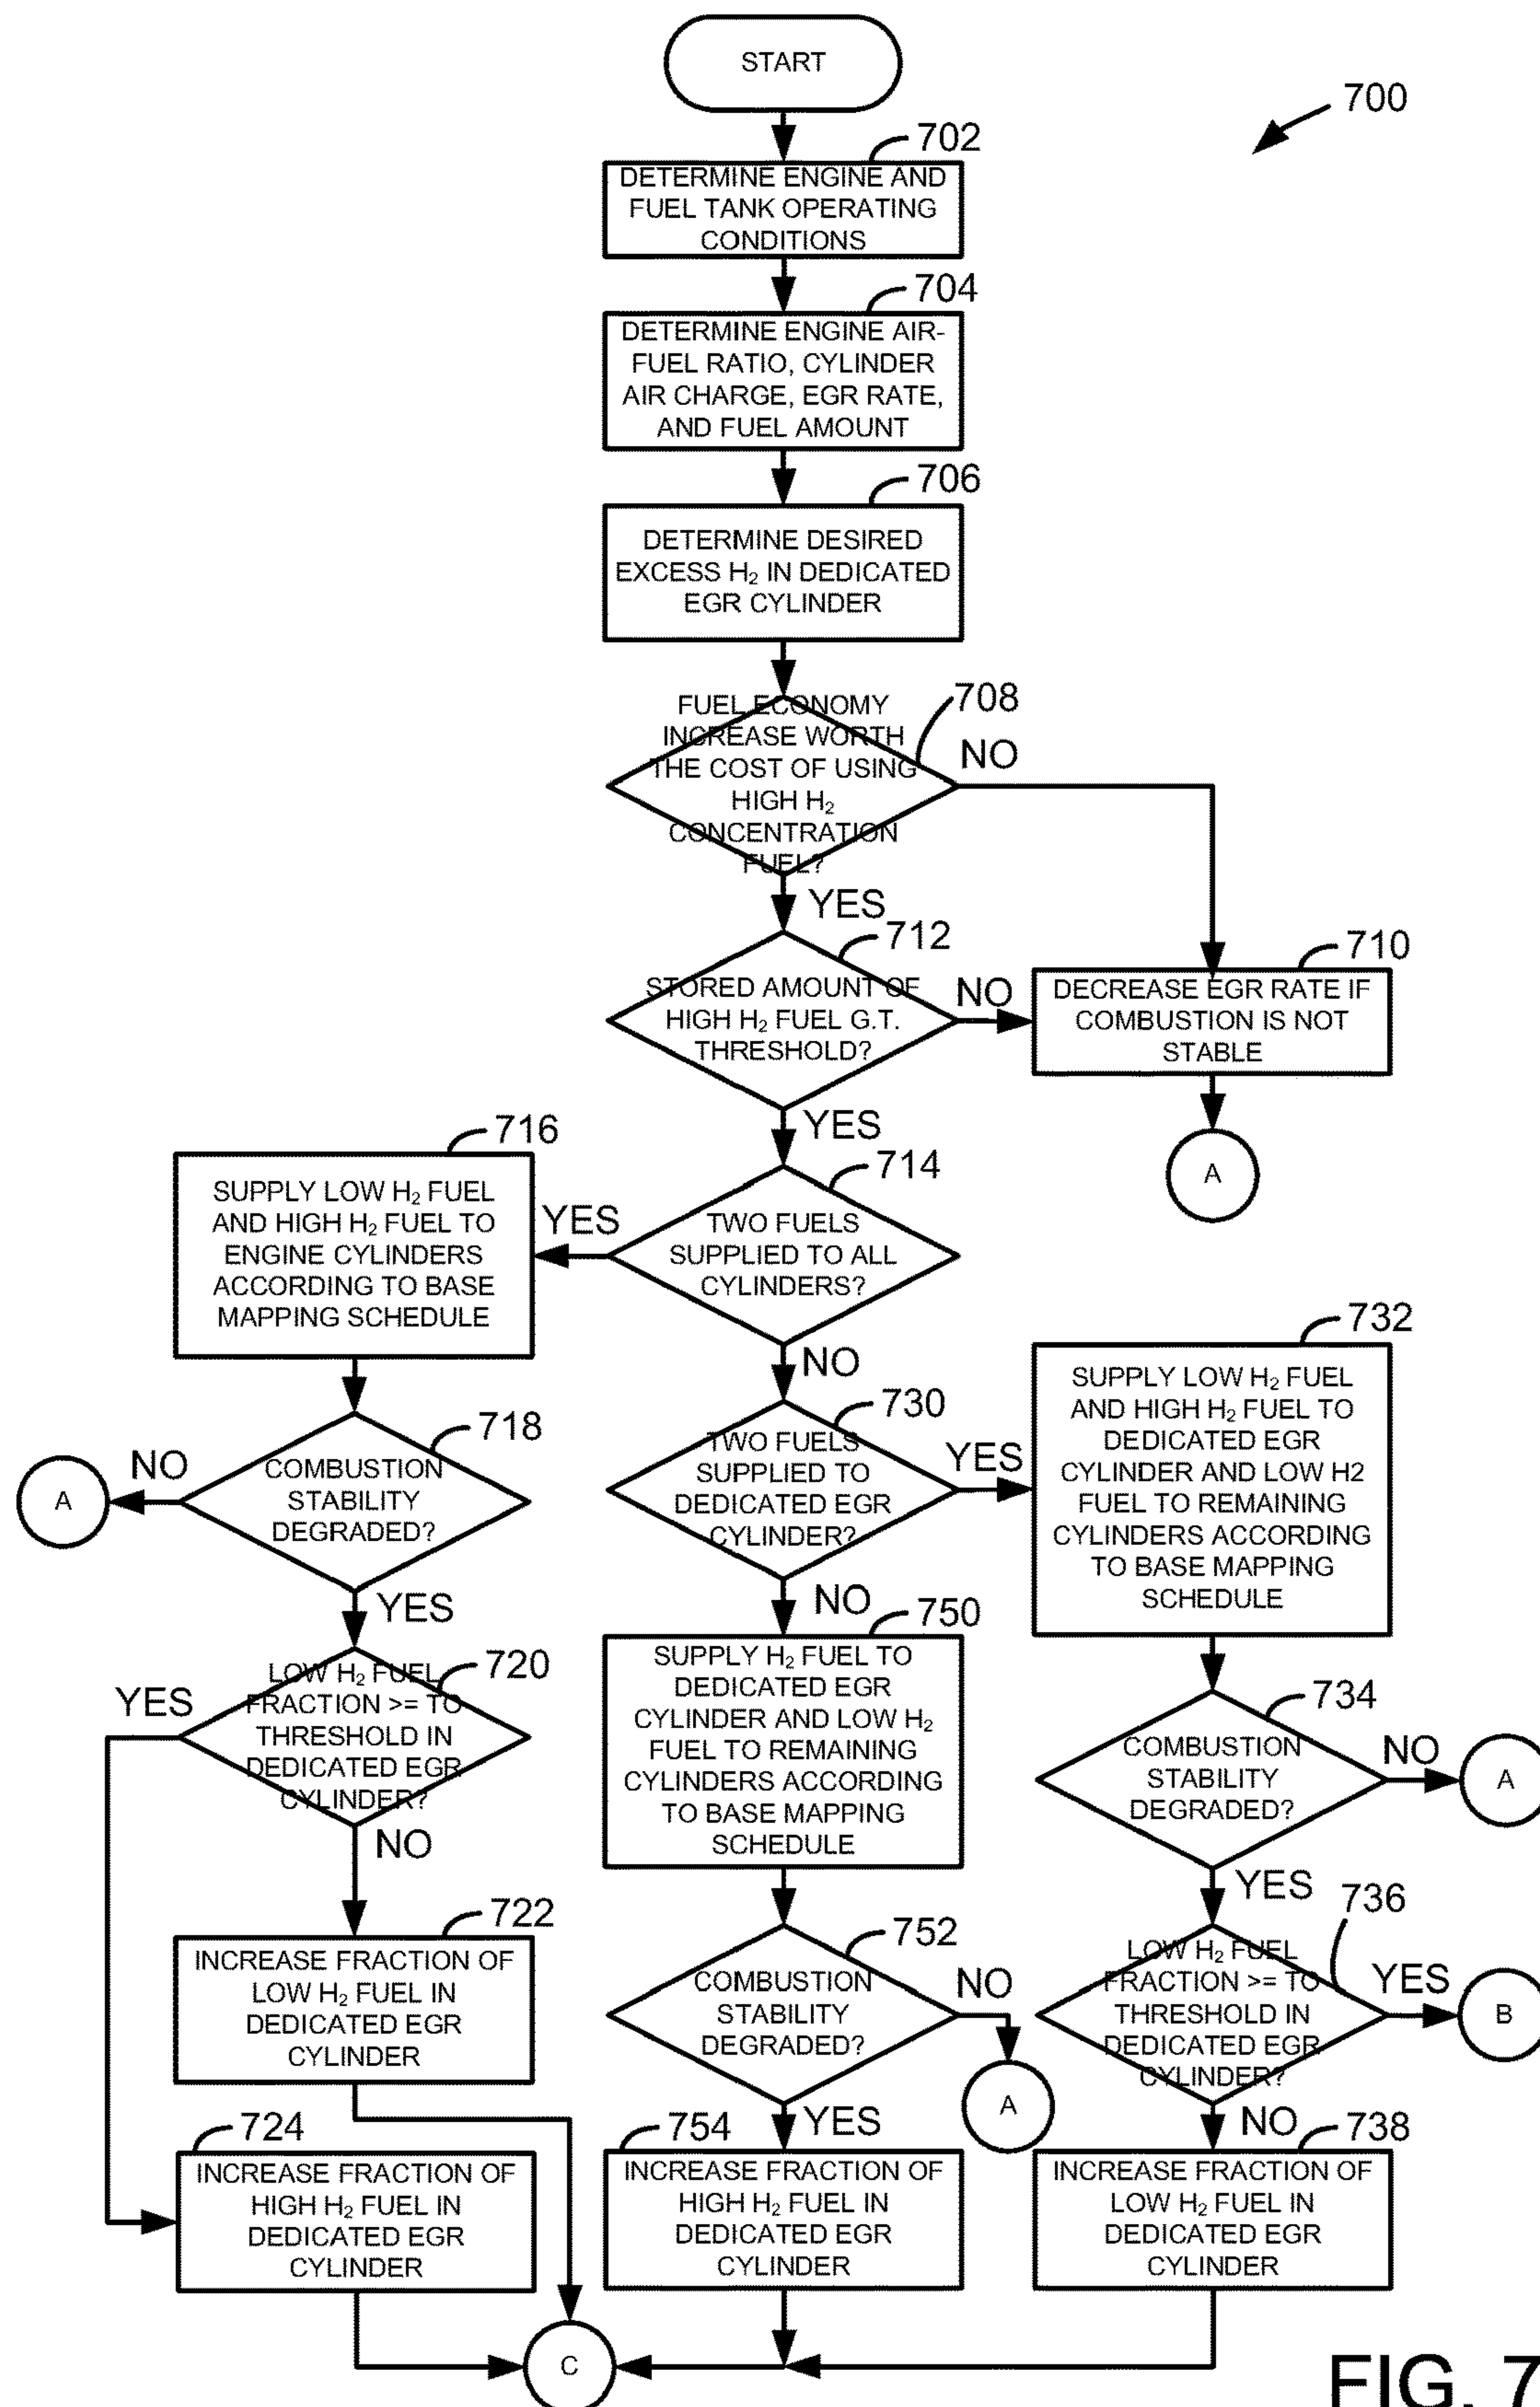 START
700
702
DETERMINE ENGINE AND
FUEL TANK OPERATING
CONDITIONS
704
DETERMINE ENGINE AIR-
FUEL RATIO, CYLINDER
AIR CHARGE, EGR RATE,
AND FUEL AMOUNT
706
DETERMINE DESIRED
EXCESS H₂ IN DEDICATED
EGR CYLINDER
708
FUEL ECONOMY
INCREASE WORTH
THE COST OF USING
HIGH H₂
CONCENTRATION
FUEL?
NO
YES
712
STORED AMOUNT OF
HIGH H₂ FUEL G.T.
THRESHOLD?
NO
710
DECREASE EGR RATE IF
COMBUSTION IS NOT
STABLE
A
YES
714
TWO FUELS
SUPPLIED TO ALL
CYLINDERS?
YES
716
SUPPLY LOW H₂ FUEL
AND HIGH H₂ FUEL TO
ENGINE CYLINDERS
ACCORDING TO BASE
MAPPING SCHEDULE
NO
730
TWO FUELS
SUPPLIED TO
DEDICATED EGR
CYLINDER?
YES
732
SUPPLY LOW H₂ FUEL
AND HIGH H₂ FUEL TO
DEDICATED EGR
CYLINDER AND LOW H2
FUEL TO REMAINING
CYLINDERS ACCORDING
TO BASE MAPPING
SCHEDULE
718
COMBUSTION
STABILITY
DEGRADED?
NO
A
YES
720
LOW H₂ FUEL
FRACTION >= TO
THRESHOLD IN
DEDICATED EGR
CYLINDER?
YES
NO
NO
750
SUPPLY H₂ FUEL TO
DEDICATED EGR
CYLINDER AND LOW H₂
FUEL TO REMAINING
CYLINDERS ACCORDING
TO BASE MAPPING
SCHEDULE
734
COMBUSTION
STABILITY
DEGRADED?
NO
A
YES
736
LOW H₂ FUEL
FRACTION >= TO
THRESHOLD IN
DEDICATED EGR
CYLINDER?
YES
B
NO
722
INCREASE FRACTION OF
LOW H₂ FUEL IN
DEDICATED EGR
CYLINDER
752
COMBUSTION
STABILITY
DEGRADED?
NO
A
YES
724
INCREASE FRACTION OF
HIGH H₂ FUEL IN
DEDICATED EGR
CYLINDER
754
INCREASE FRACTION OF
HIGH H₂ FUEL IN
DEDICATED EGR
CYLINDER
738
INCREASE FRACTION OF
LOW H₂ FUEL IN
DEDICATED EGR
CYLINDER
C
FIG. 7